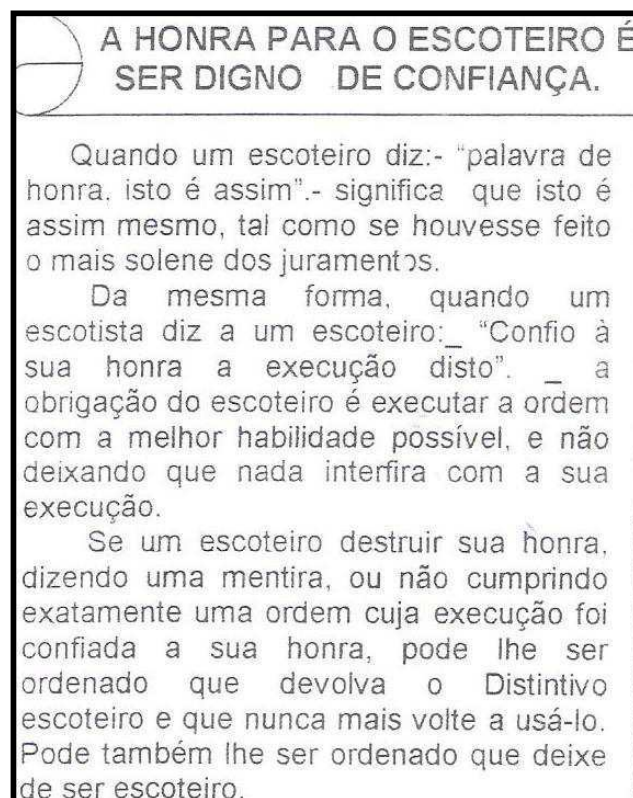 A HONRA PARA O ESCOTEIRO É
SER DIGNO DE CONFIANÇA.
Quando um escoteiro diz:- "palavra de
honra. isto é assim".- significa que isto é
assim mesmo, tal como se houvesse feito
o mais solene dos juramentos.
Da mesma forma, quando um
escotista diz a um escoteiro:_ "Confio à
sua honra a execução disto". _ a
obrigação do escoteiro é executar a ordem
com a melhor habilidade possível, e não
deixando que nada interfira com a sua
execução.
Se um escoteiro destruir sua honra,
dizendo uma mentira, ou não cumprindo
exatamente uma ordem cuja execução foi
confiada a sua honra, pode lhe ser
ordenado que devolva o Distintivo
escoteiro e que nunca mais volte a usá-lo.
Pode também lhe ser ordenado que deixe
de ser escoteiro.